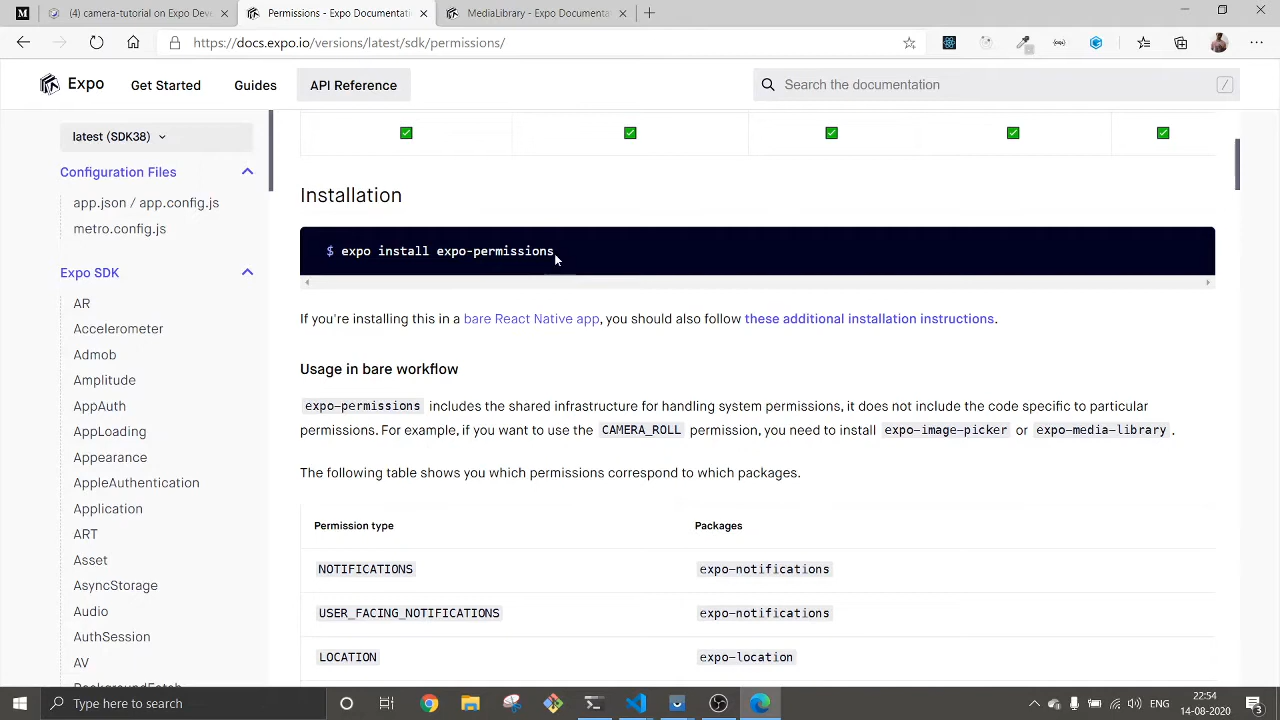 (4) camera-tutorial on Expo Dev
Permissions - Expo Documentati
MediaLibrary - Expo Documenta
https://docs.expo.io/versions/latest/sdk/permissions/
Expo
Get Started
Guides
API Reference
Search the documentation
/
latest (SDK38)
Configuration Files
app.json / app.config.js
metro.config.js
Expo SDK
AR
Accelerometer
Admob
Amplitude
AppAuth
AppLoading
Appearance
AppleAuthentication
Application
ART
Asset
AsyncStorage
Audio
AuthSession
AV
BackgroundFetch
Installation
$ expo install expo-permissions
If you're installing this in a bare React Native app, you should also follow these additional installation instructions.
Usage in bare workflow
expo-permissions includes the shared infrastructure for handling system permissions, it does not include the code specific to particular
permissions. For example, if you want to use the CAMERA_ROLL permission, you need to install expo-image-picker or expo-media-library.
The following table shows you which permissions correspond to which packages.
Permission type Packages
NOTIFICATIONS expo-notifications
USER_FACING_NOTIFICATIONS expo-notifications
LOCATION expo-location
Type here to search
ENG
22:54
14-08-2020
3